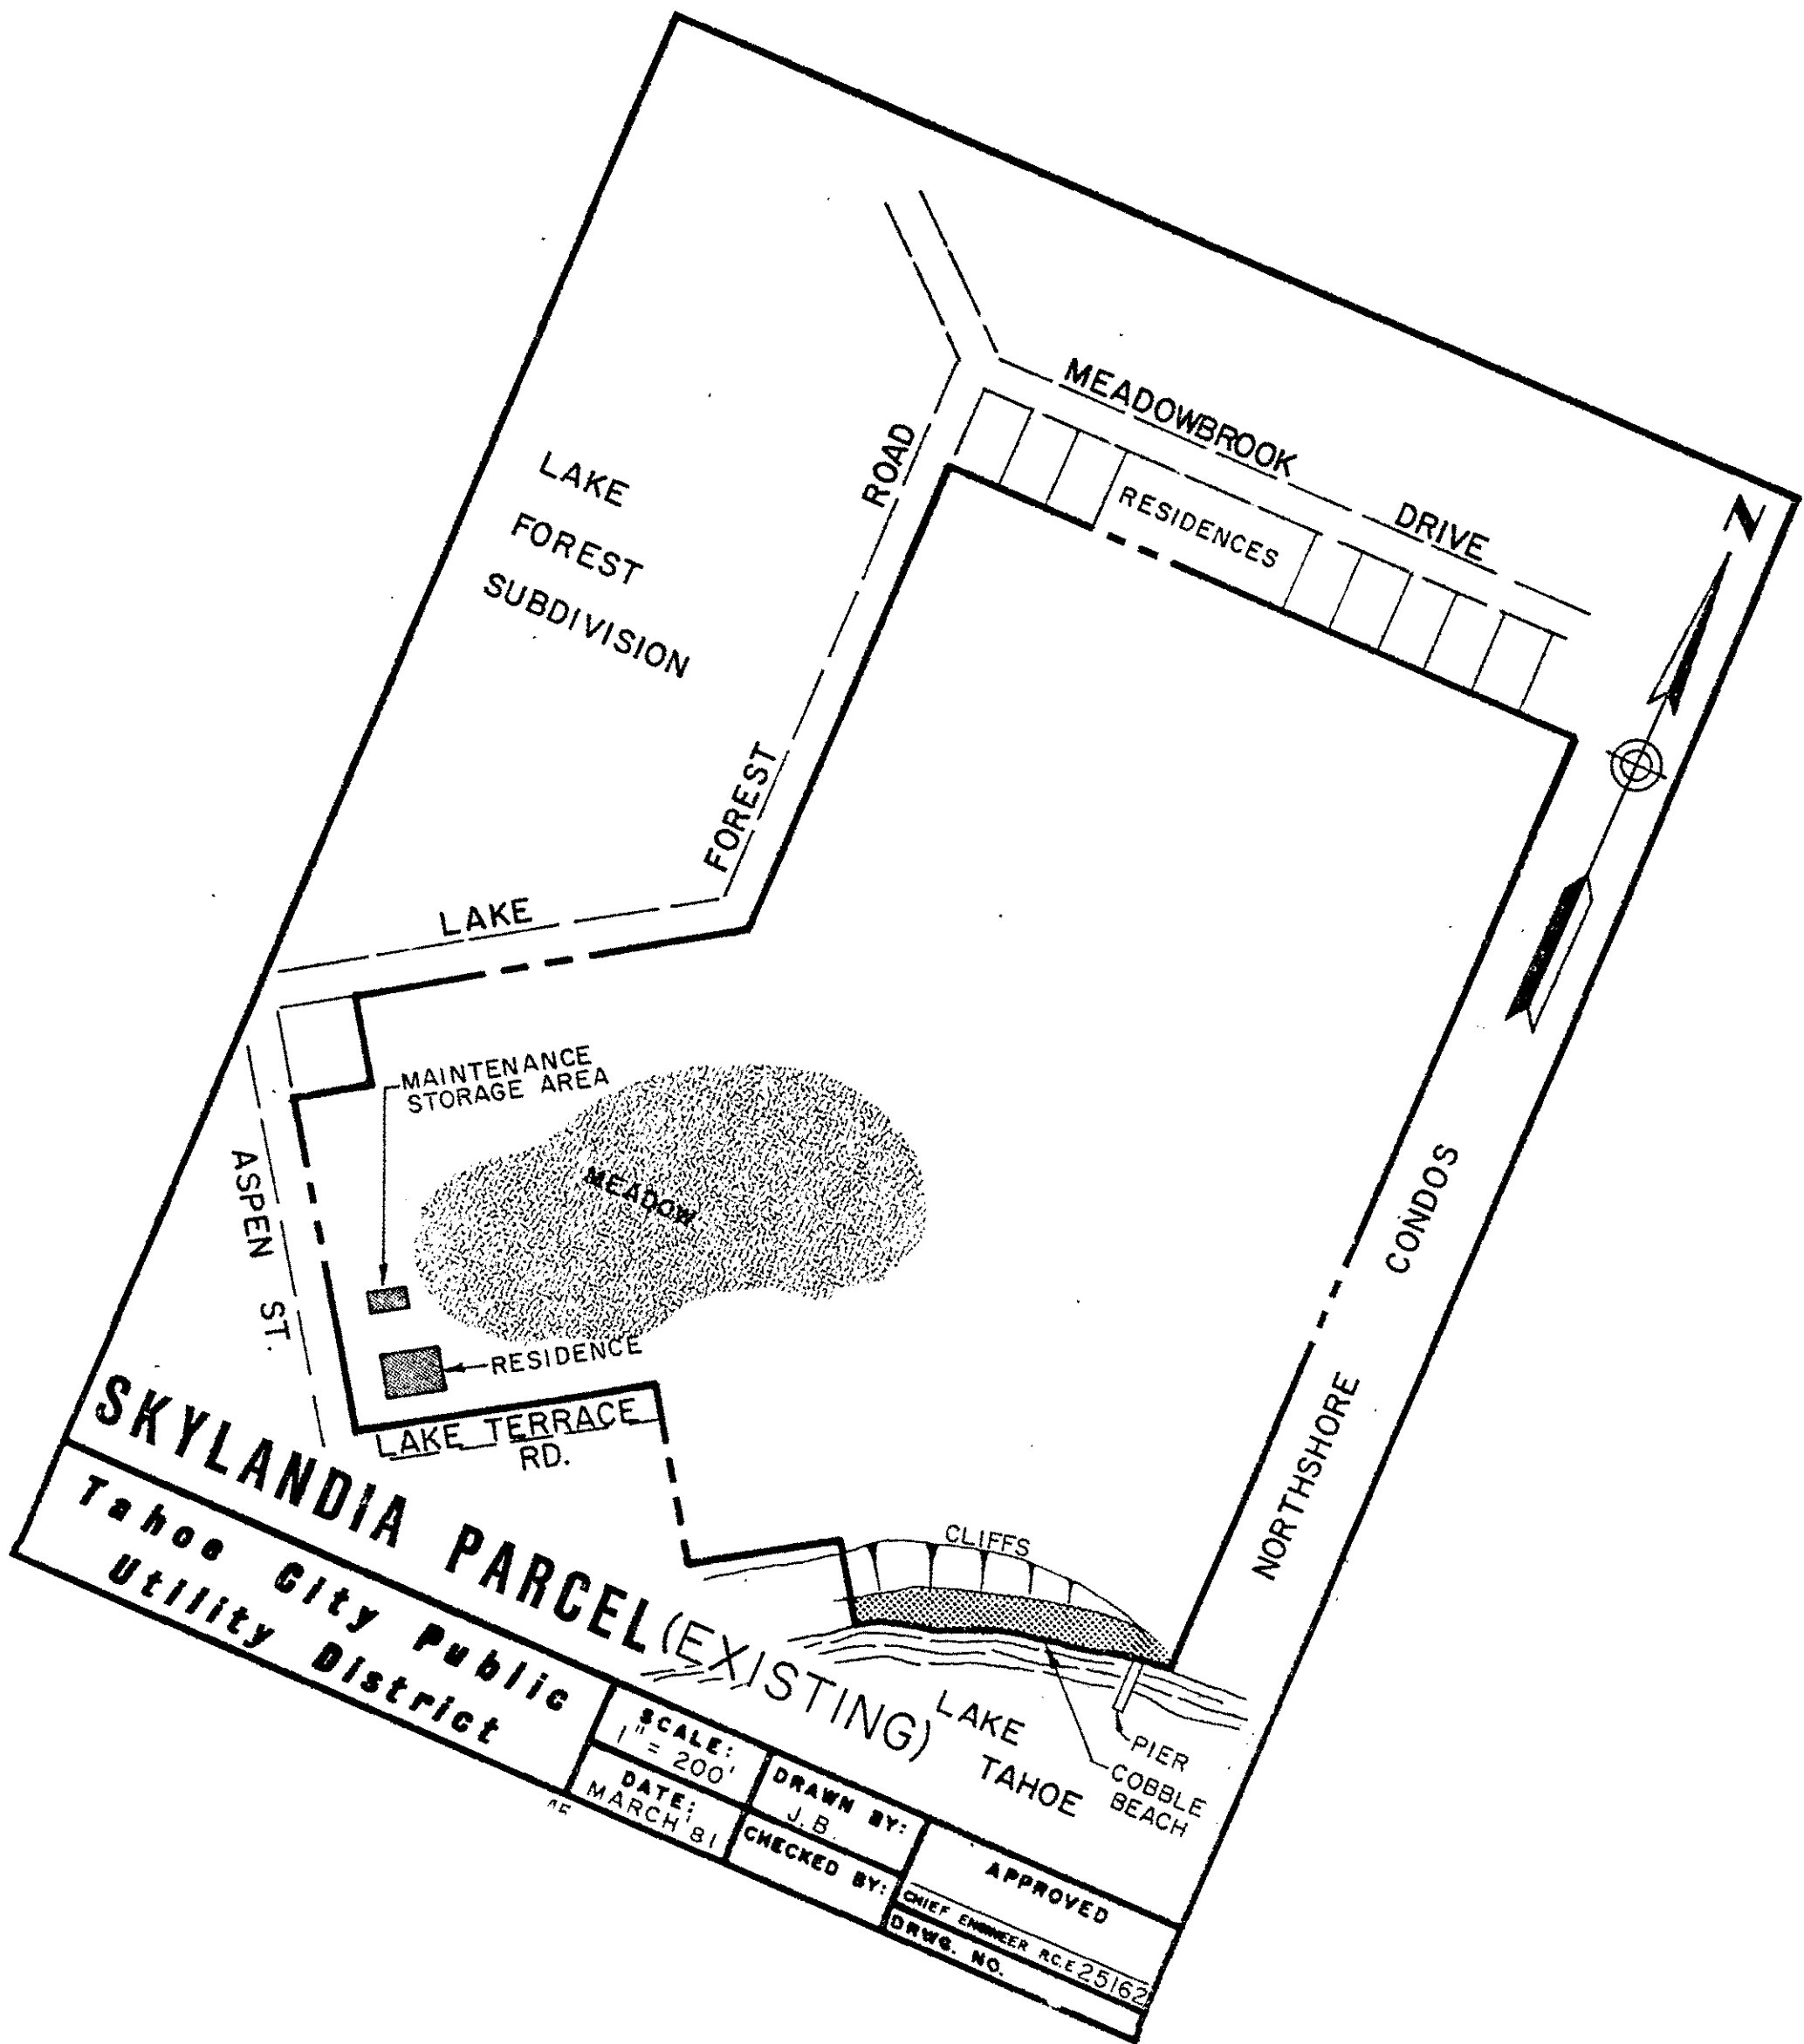 MEADOWBROOK DRIVE
RESIDENCES
N
LAKE
FOREST
SUBDIVISION
LAKE FOREST ROAD
MAINTENANCE
STORAGE AREA
MEADOW
ASPEN ST.
RESIDENCE
LAKE TERRACE
RD.
NORTHSHORE CONDOS
CLIFFS
LAKE
TAHOE
PIER
COBBLE
BEACH
SKYLANDIA PARCEL (EXISTING)
Tahoe City Public
Utility District
SCALE:
1" = 200'
DATE:
MARCH '81
DRAWN BY:
J.B.
CHECKED BY:
APPROVED
CHIEF ENGINEER R.C.E 25162
DRWG. NO.